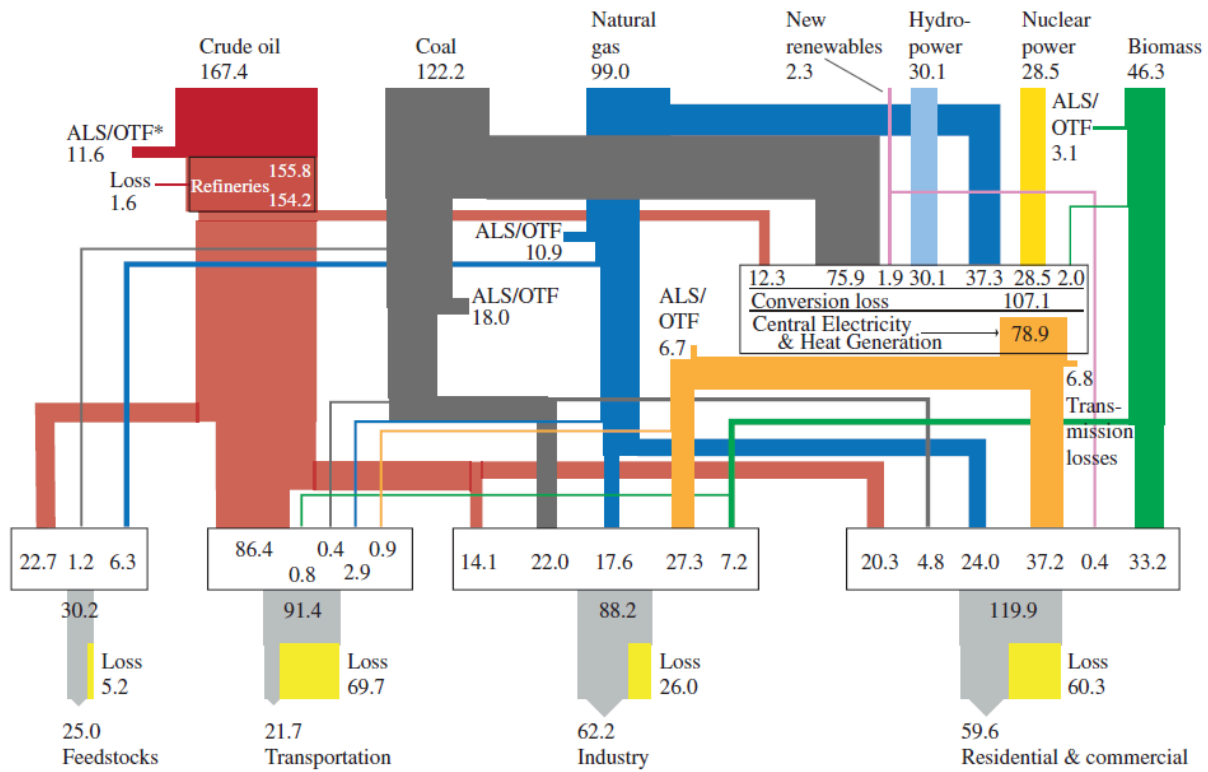 Crude oil
167.4
Coal
122.2
Natural
gas
99.0
New
renewables
2.3
Hydro-
power
30.1
Nuclear
power
28.5
Biomass
46.3
ALS/OTF*
11.6
Loss
1.6
Refineries
155.8
154.2
ALS/OTF
10.9
ALS/OTF
18.0
ALS/
OTF
3.1
12.3 75.9 1.9 30.1 37.3 28.5 2.0
Conversion loss 107.1
Central Electricity
& Heat Generation
78.9
ALS/
OTF
6.7
6.8
Trans-
mission
losses
22.7 1.2 6.3
86.4 0.8 0.4 2.9 0.9
14.1 22.0 17.6 27.3 7.2
20.3 4.8 24.0 37.2 0.4 33.2
30.2
91.4
88.2
119.9
Loss
5.2
Loss
69.7
Loss
26.0
Loss
60.3
25.0
Feedstocks
21.7
Transportation
62.2
Industry
59.6
Residential & commercial